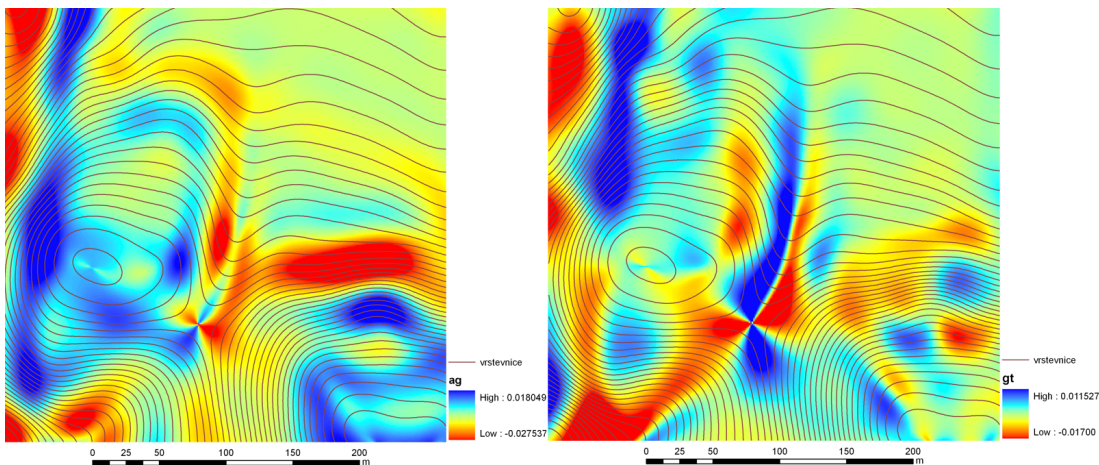 vrstevnice
ag
High : 0.018049
Low : -0.027537
0 25 50 100 150 200
m
vrstevnice
gt
High : 0.011527
Low : -0.01700
0 25 50 100 150 200
m